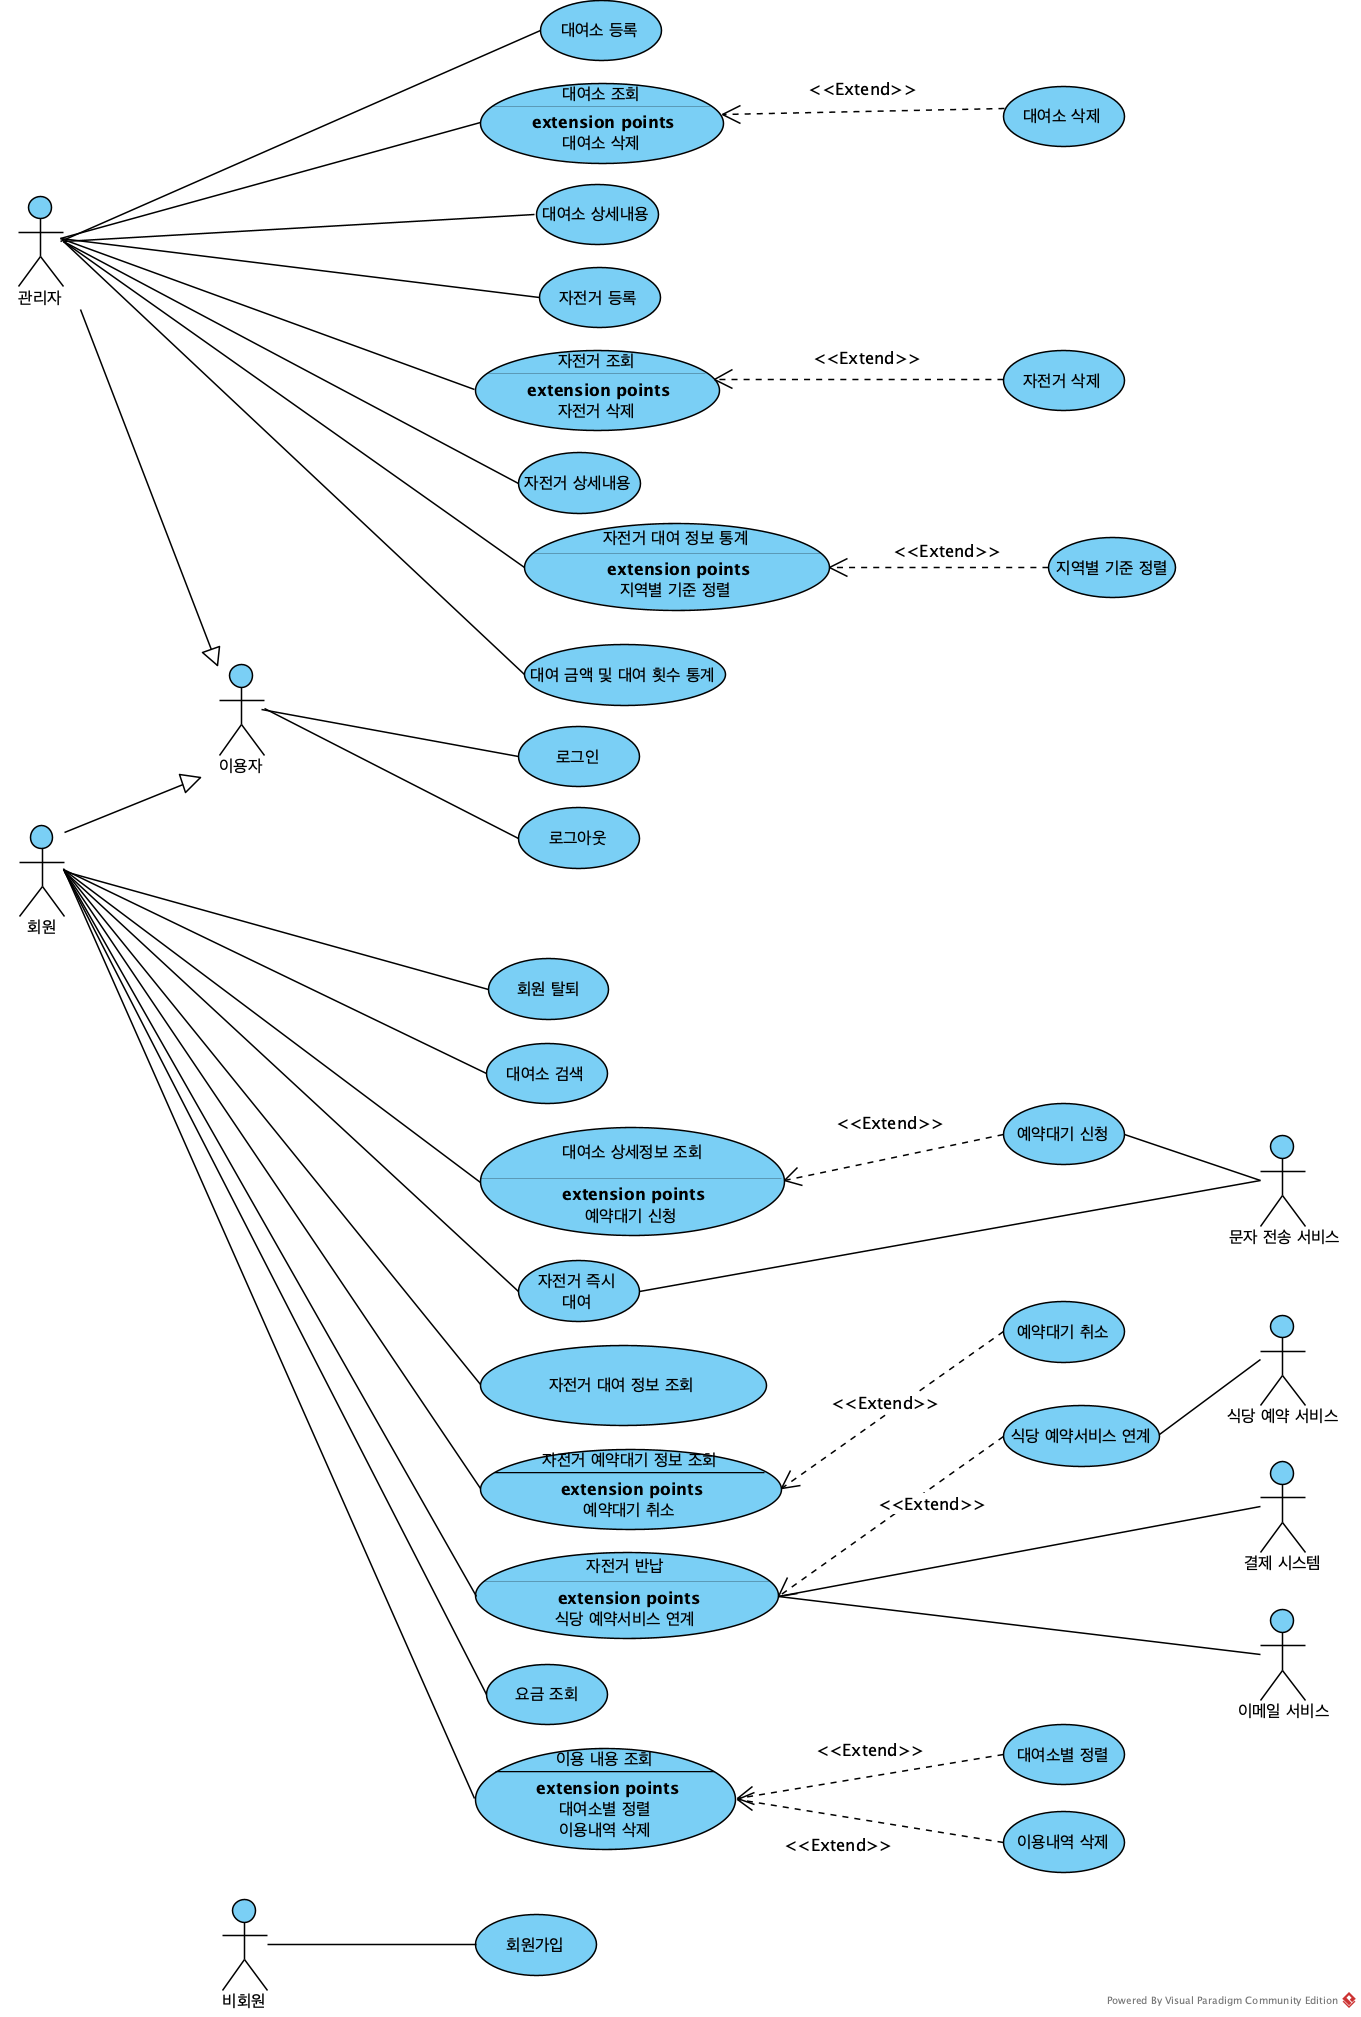 대여소 등록
대여소 조회
extension points
대여소 삭제
<<Extend>>
대여소 삭제
대여소 상세내용
관리자
자전거 등록
자전거 조회
extension points
자전거 삭제
<<Extend>>
자전거 삭제
자전거 상세내용
자전거 대여 정보 통계
extension points
지역별 기준 정렬
<<Extend>>
지역별 기준 정렬
대여 금액 및 대여 횟수 통계
이용자
로그인
로그아웃
회원
회원 탈퇴
대여소 검색
대여소 상세정보 조회
extension points
예약대기 신청
<<Extend>>
예약대기 신청
문자 전송 서비스
자전거 즉시
대여
자전거 대여 정보 조회
예약대기 취소
<<Extend>>
식당 예약 서비스
자전거 예약대기 정보 조회
extension points
예약대기 취소
식당 예약서비스 연계
<<Extend>>
결제 시스템
자전거 반납
extension points
식당 예약서비스 연계
이메일 서비스
요금 조회
이용 내용 조회
extension points
대여소별 정렬
이용내역 삭제
<<Extend>>
대여소별 정렬
<<Extend>>
이용내역 삭제
회원가입
비회원
Powered By Visual Paradigm Community Edition